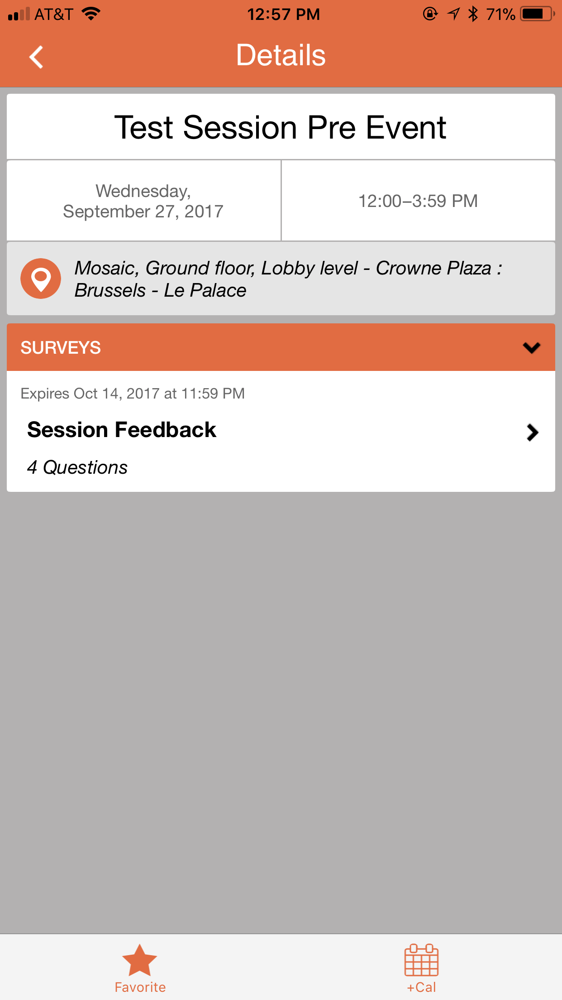 AT&T 12:57 PM 71%
Details
Test Session Pre Event
Wednesday,
September 27, 2017
12:00–3:59 PM
Mosaic, Ground floor, Lobby level - Crowne Plaza :
Brussels - Le Palace
SURVEYS
Expires Oct 14, 2017 at 11:59 PM
Session Feedback
4 Questions
Favorite
+Cal